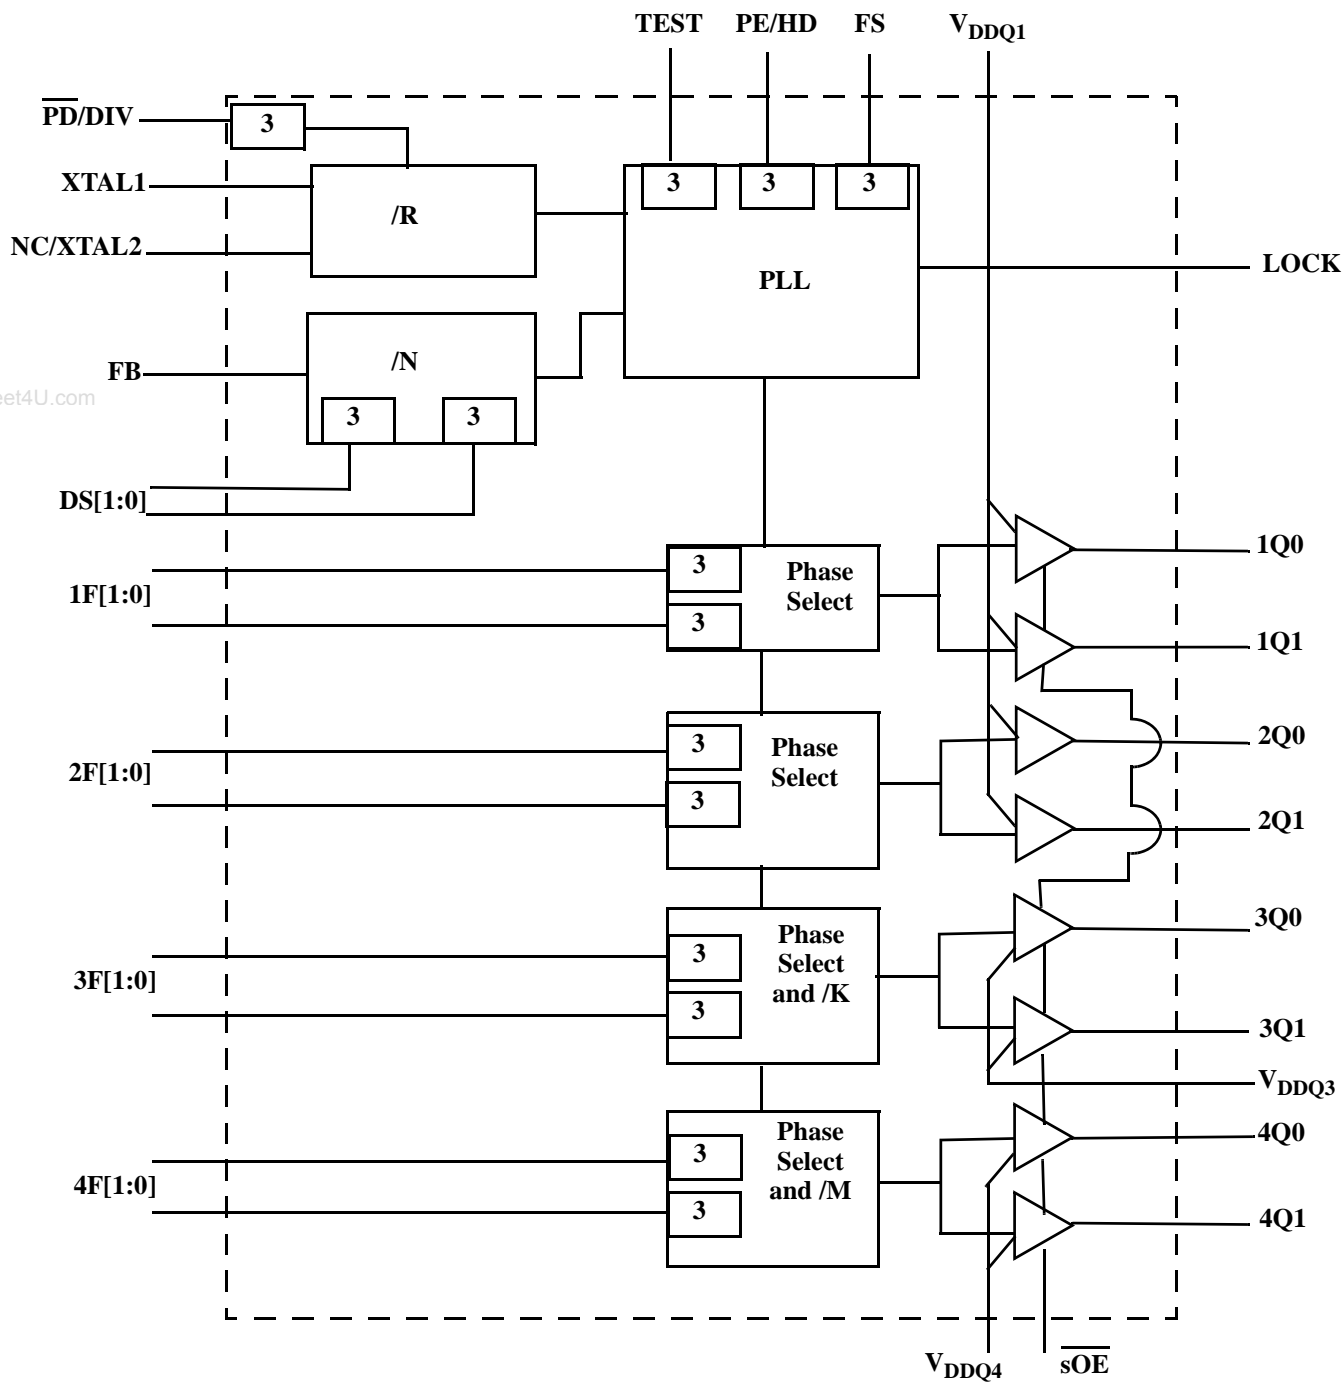 TEST PE/HD FS VDDQ1
PD/DIV
3
XTAL1
3 3 3
/R
NC/XTAL2
PLL
LOCK
/N
FB
eet4U.com
3 3
DS[1:0]
1F[1:0]
3
3
Phase
Select
1Q0
1Q1
2F[1:0]
3
3
Phase
Select
2Q0
2Q1
3F[1:0]
3
3
Phase
Select
and /K
3Q0
3Q1
VDDQ3
4F[1:0]
3
3
Phase
Select
and /M
4Q0
4Q1
VDDQ4 sOE